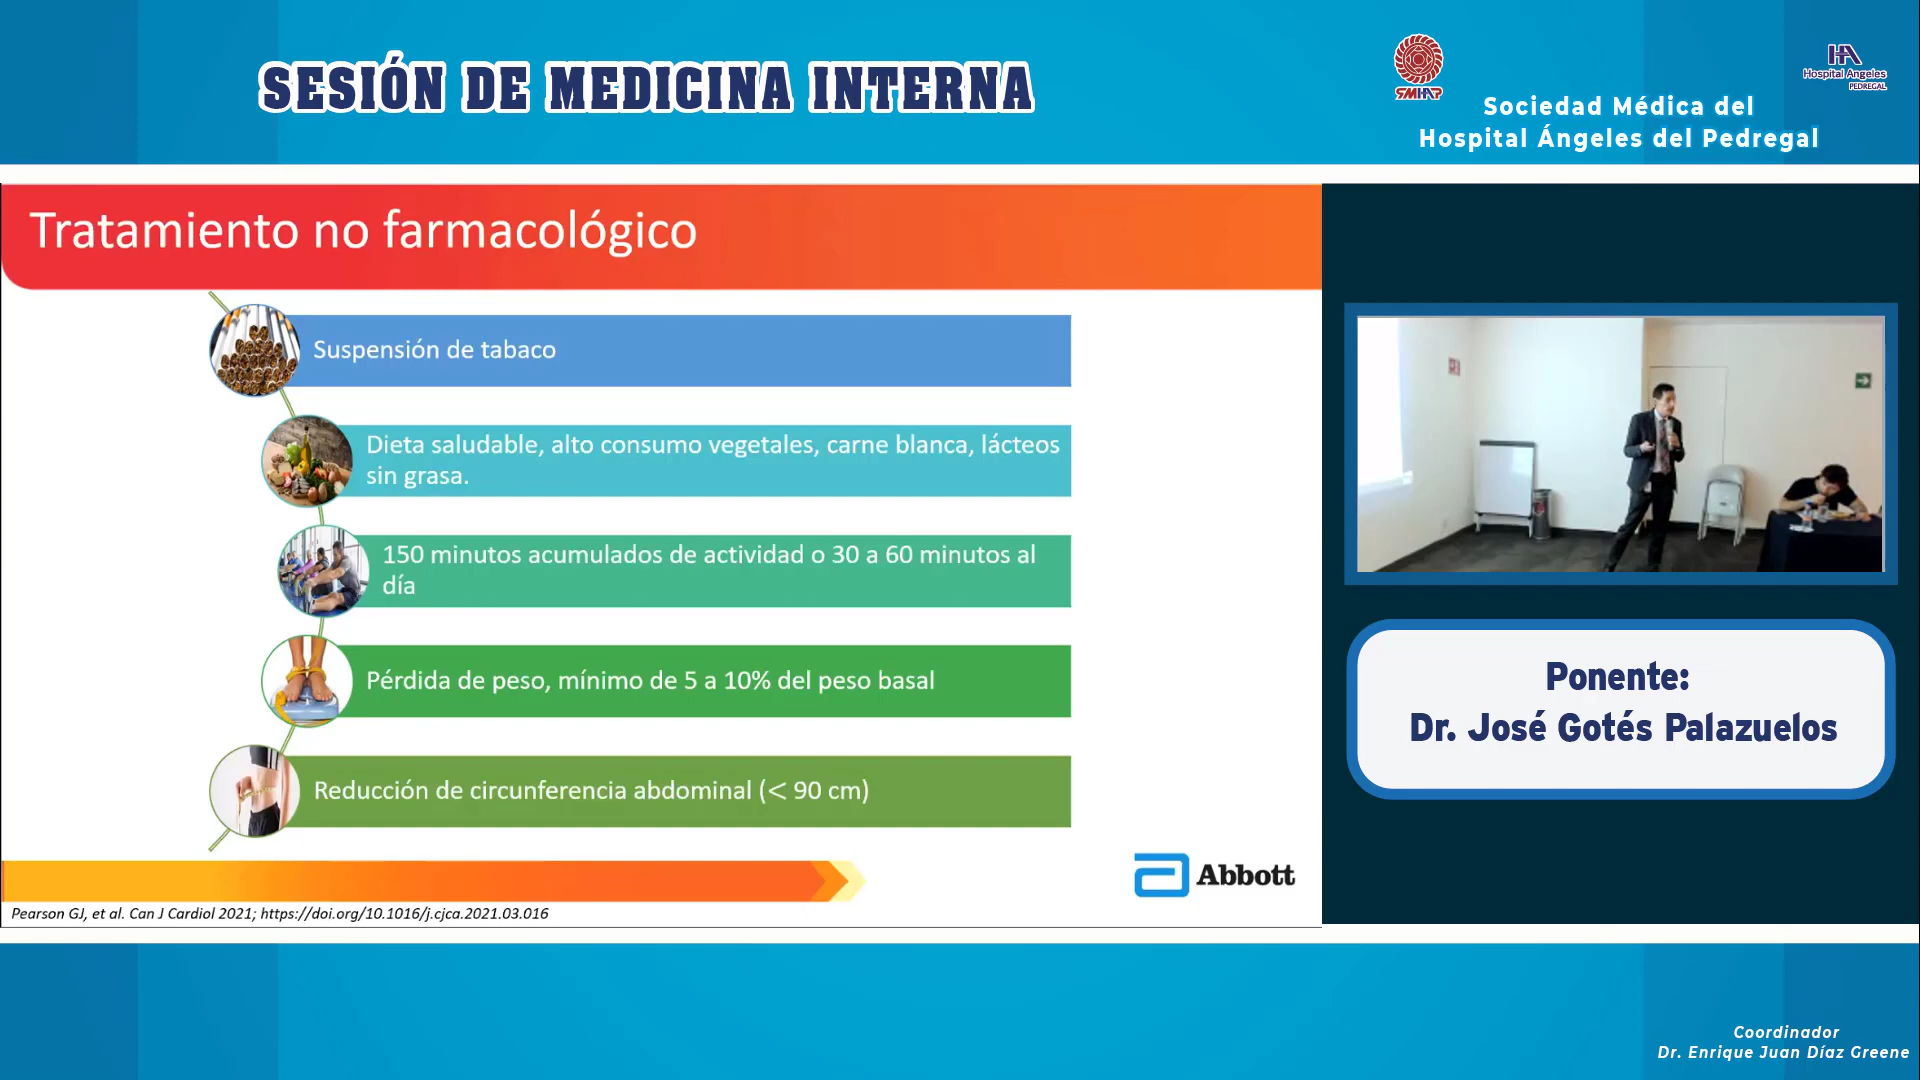 SESIÓN DE MEDICINA INTERNA
SMHAP
Hospital Angeles
PEDREGAL
Sociedad Médica del
Hospital Ángeles del Pedregal
Tratamiento no farmacológico
Suspensión de tabaco
Dieta saludable, alto consumo vegetales, carne blanca, lácteos
sin grasa.
150 minutos acumulados de actividad o 30 a 60 minutos al
día
Pérdida de peso, mínimo de 5 a 10% del peso basal
Reducción de circunferencia abdominal (< 90 cm)
Abbott
Pearson GJ, et al. Can J Cardiol 2021; https://doi.org/10.1016/j.cjca.2021.03.016
Ponente:
Dr. José Gotés Palazuelos
Coordinador
Dr. Enrique Juan Díaz Greene